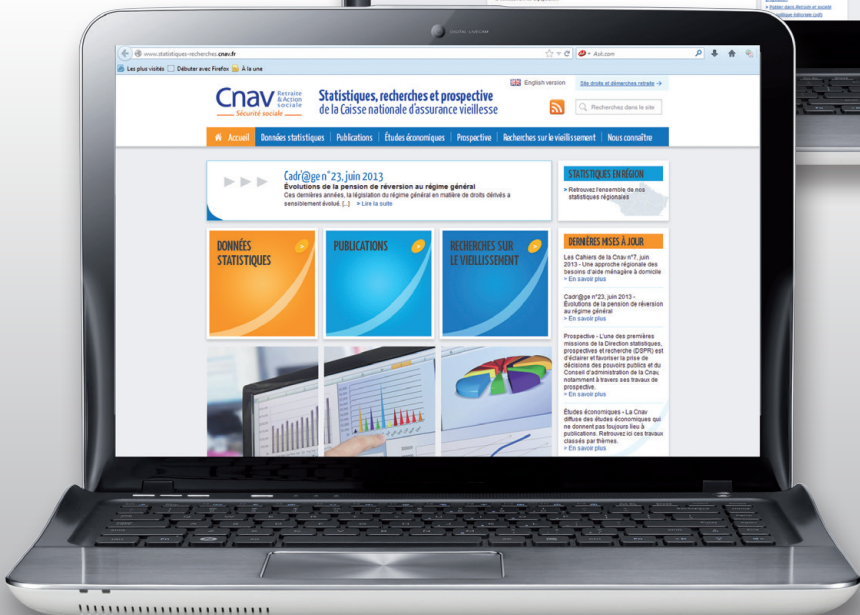 > Publier dans Retraite et société
DIGITAL LIVECAM
www.statistiques-recherches.cnav.fr
Ask.com
Les plus visités Débuter avec Firefox À la une
English version
Site droits et démarches retraite →
Cnav Retraite & Action sociale
Sécurité sociale
Statistiques, recherches et prospective
de la Caisse nationale d'assurance vieillesse
Recherchez dans le site
Accueil Données statistiques Publications Études économiques Prospective Recherches sur le vieillissement Nous connaître
Cadr@ge n°23, juin 2013
Évolutions de la pension de réversion au régime général
Ces dernières années, la législation du régime général en matière de droits dérivés a
sensiblement évolué. [...] > Lire la suite
STATISTIQUES EN RÉGION
> Retrouvez l'ensemble de nos
statistiques régionales
DONNÉES
STATISTIQUES
PUBLICATIONS
RECHERCHES SUR
LE VIEILLISSEMENT
DERNIÈRES MISES À JOUR
Les Cahiers de la Cnav n°7, juin
2013 - Une approche régionale des
besoins d'aide ménagère à domicile
> En savoir plus
Cadr@ge n°23, juin 2013 -
Évolutions de la pension de réversion
au régime général
> En savoir plus
Prospective - L'une des premières
missions de la Direction statistiques,
prospectives et recherche (DSPR) est
d'éclairer et favoriser la prise de
décisions des pouvoirs publics et du
Conseil d'administration de la Cnav,
notamment à travers ses travaux de
prospective.
> En savoir plus
Études économiques - La Cnav
diffuse des études économiques qui
ne donnent pas toujours lieu à
publications. Retrouvez ici ces travaux
classés par thèmes.
> En savoir plus